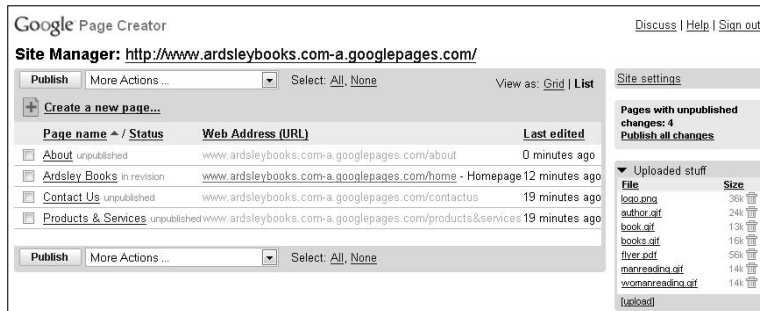 Google Page Creator
Discuss | Help | Sign out
Site Manager: http://www.ardsleybooks.com-a.googlepages.com/
Publish More Actions ... Select: All, None View as: Grid | List
Create a new page...
Page name / Status Web Address (URL) Last edited
About unpublished www.ardsleybooks.com-a.googlepages.com/about 0 minutes ago
Ardsley Books in revision www.ardsleybooks.com-a.googlepages.com/home - Homepage 12 minutes ago
Contact Us unpublished www.ardsleybooks.com-a.googlepages.com/contactus 19 minutes ago
Products & Services unpublished www.ardsleybooks.com-a.googlepages.com/products&services 19 minutes ago
Publish More Actions ... Select: All, None
Site settings
Pages with unpublished
changes: 4
Publish all changes
Uploaded stuff
File Size
logo.png 36k
author.gif 24k
book.gif 13k
books.gif 16k
flyer.pdf 56k
manreading.gif 14k
womanreading.gif 14k
[upload]